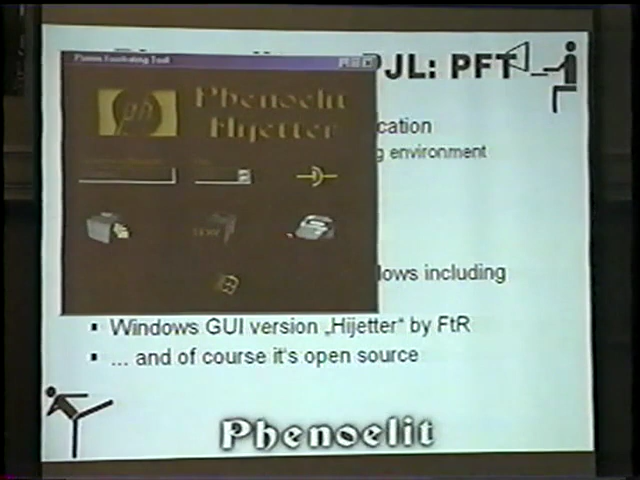 PJL: PFT
ph
Phenoelit
Hijetter
cation
g environment
lows including
▪ Windows GUI version „Hijetter“ by FtR
▪ ... and of course it's open source
Phenoelit